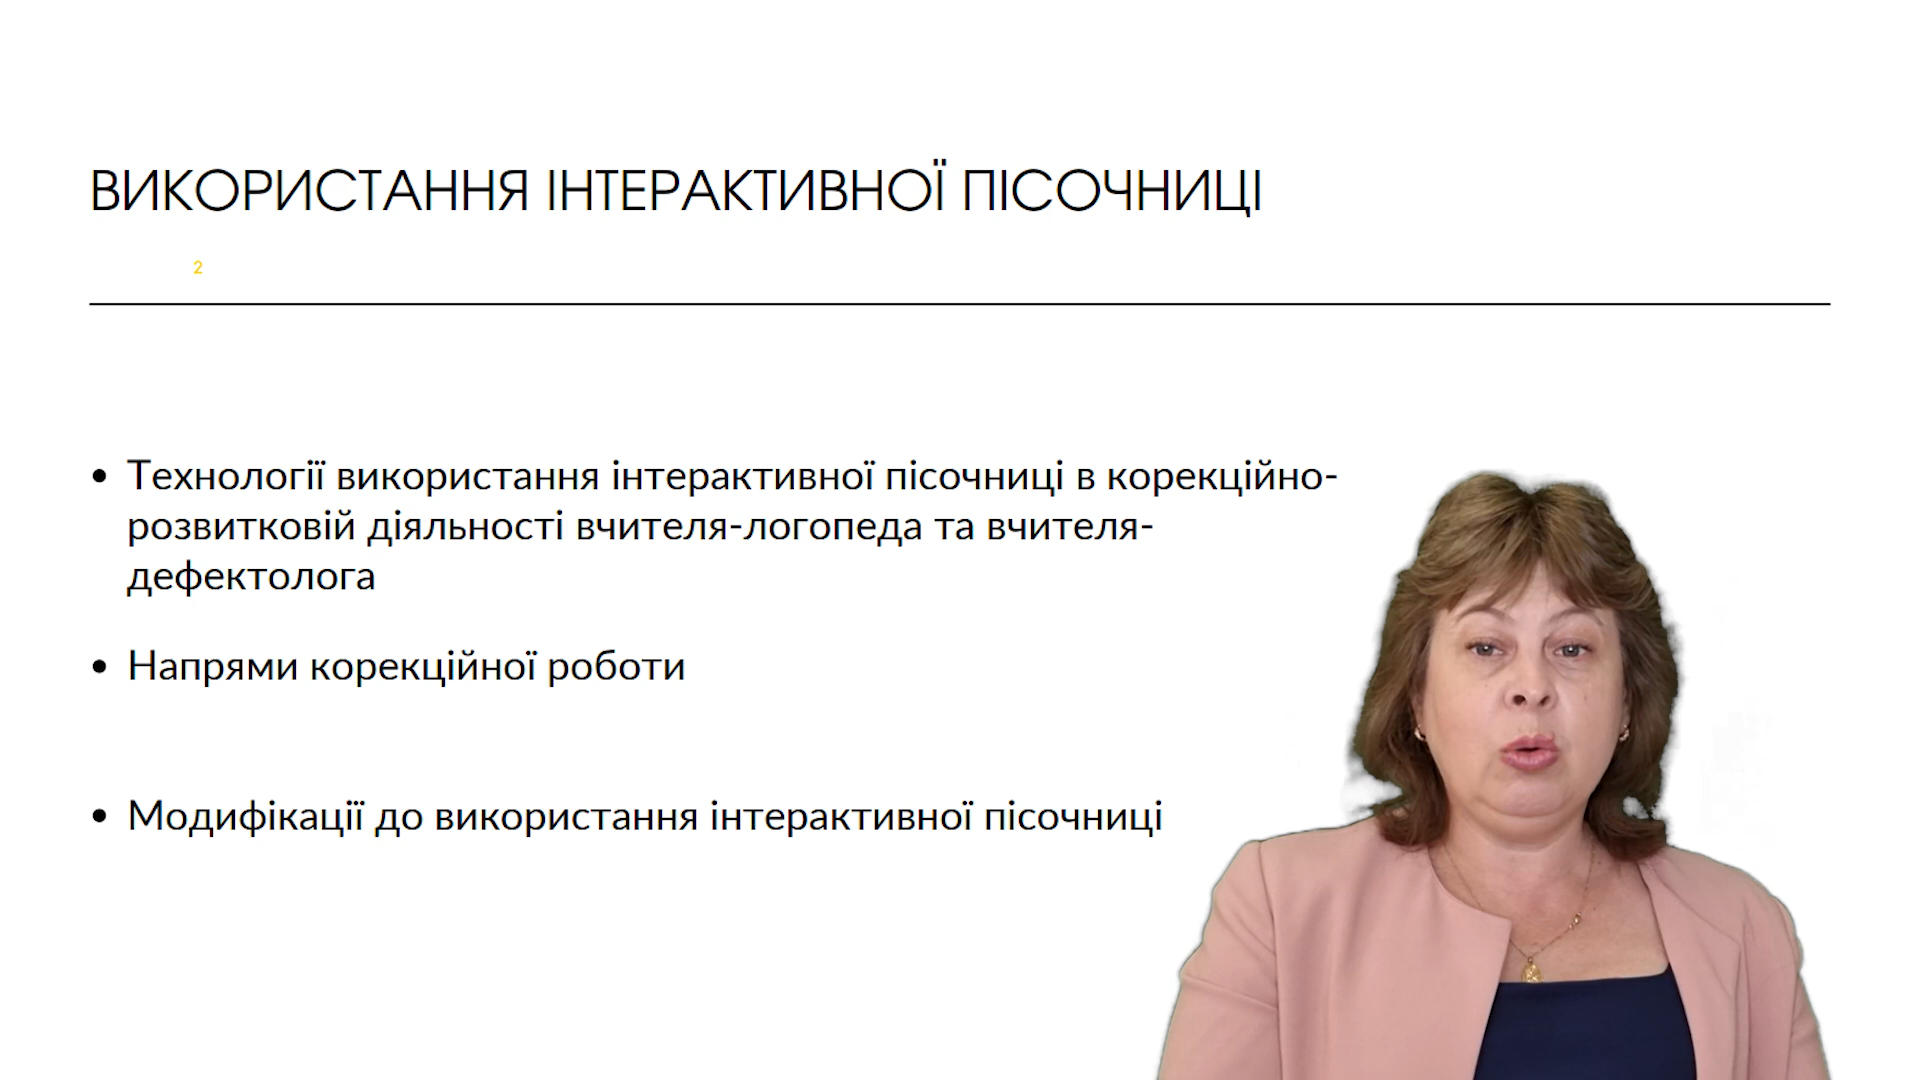 ВИКОРИСТАННЯ ІНТЕРАКТИВНОЇ ПІСОЧНИЦІ
2
• Технології використання інтерактивної пісочниці в корекційно-
розвитковій діяльності вчителя-логопеда та вчителя-
дефектолога
• Напрями корекційної роботи
• Модифікації до використання інтерактивної пісочниці